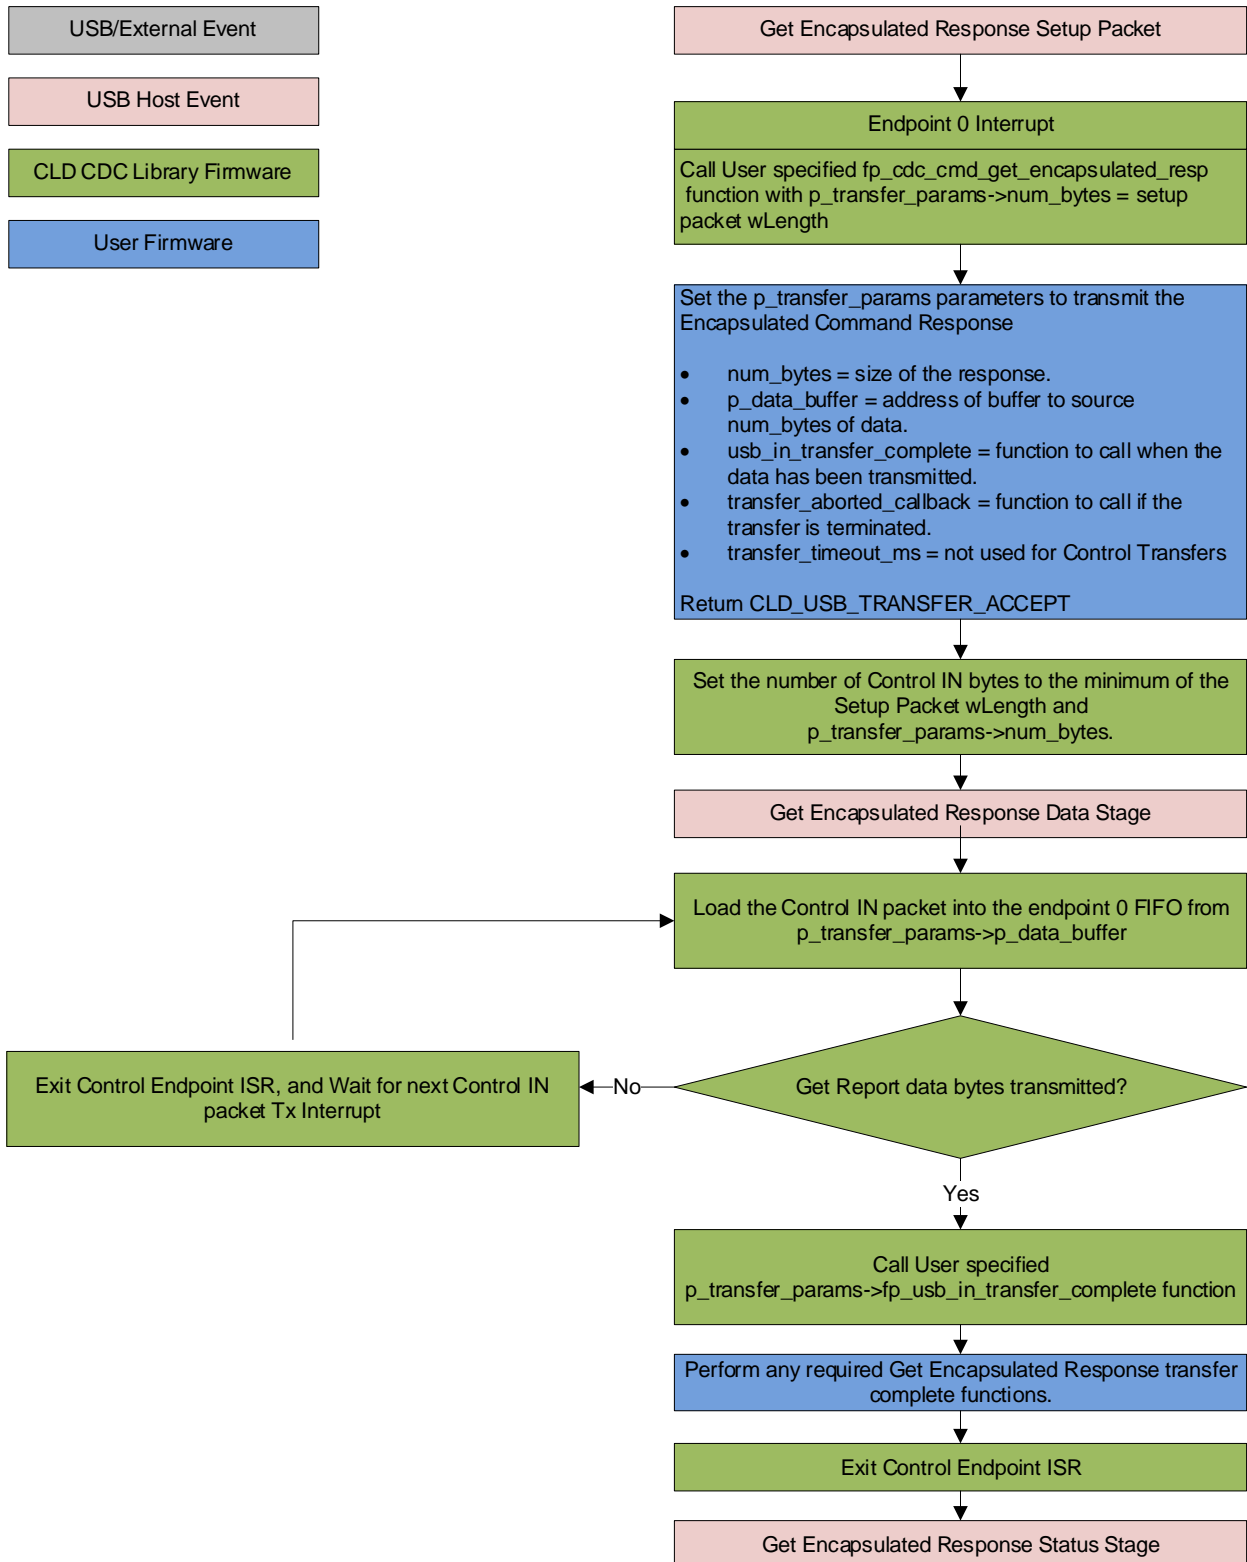 USB/External Event
USB Host Event
CLD CDC Library Firmware
User Firmware
Get Encapsulated Response Setup Packet
Endpoint 0 Interrupt
Call User specified fp_cdc_cmd_get_encapsulated_resp
function with p_transfer_params->num_bytes = setup
packet wLength
Set the p_transfer_params parameters to transmit the
Encapsulated Command Response
• num_bytes = size of the response.
• p_data_buffer = address of buffer to source
num_bytes of data.
• usb_in_transfer_complete = function to call when the
data has been transmitted.
• transfer_aborted_callback = function to call if the
transfer is terminated.
• transfer_timeout_ms = not used for Control Transfers
Return CLD_USB_TRANSFER_ACCEPT
Set the number of Control IN bytes to the minimum of the
Setup Packet wLength and
p_transfer_params->num_bytes.
Get Encapsulated Response Data Stage
Load the Control IN packet into the endpoint 0 FIFO from
p_transfer_params->p_data_buffer
Get Report data bytes transmitted?
No
Exit Control Endpoint ISR, and Wait for next Control IN
packet Tx Interrupt
Yes
Call User specified
p_transfer_params->fp_usb_in_transfer_complete function
Perform any required Get Encapsulated Response transfer
complete functions.
Exit Control Endpoint ISR
Get Encapsulated Response Status Stage